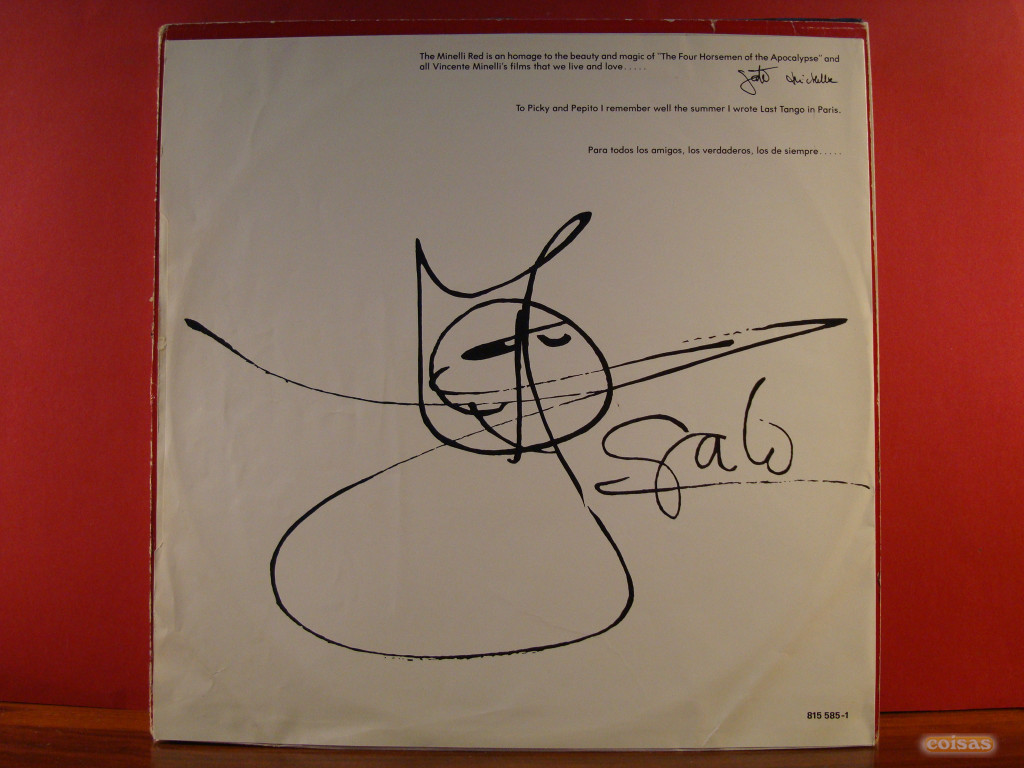 The Minelli Red is an homage to the beauty and magic of "The Four Horsemen of the Apocalypse" and
all Vincente Minelli's films that we live and love.....
Gato Michelle
To Picky and Pepito I remember well the summer I wrote Last Tango in Paris.
Para todos los amigos, los verdaderos, los de siempre.....
Gato
815 585-1
coisas